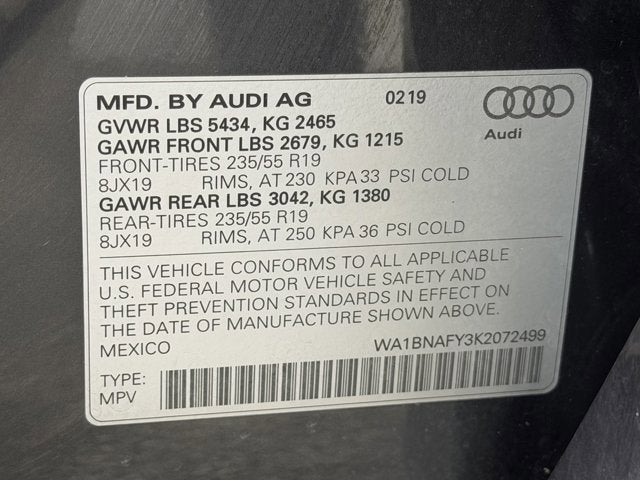 MFD. BY AUDI AG 0219
Audi
GVWR LBS 5434, KG 2465
GAWR FRONT LBS 2679, KG 1215
FRONT-TIRES 235/55 R19
8JX19 RIMS, AT 230 KPA 33 PSI COLD
GAWR REAR LBS 3042, KG 1380
REAR-TIRES 235/55 R19
8JX19 RIMS, AT 250 KPA 36 PSI COLD
THIS VEHICLE CONFORMS TO ALL APPLICABLE
U.S. FEDERAL MOTOR VEHICLE SAFETY AND
THEFT PREVENTION STANDARDS IN EFFECT ON
THE DATE OF MANUFACTURE SHOWN ABOVE.
MEXICO WA1BNAFY3K2072499
TYPE:
MPV